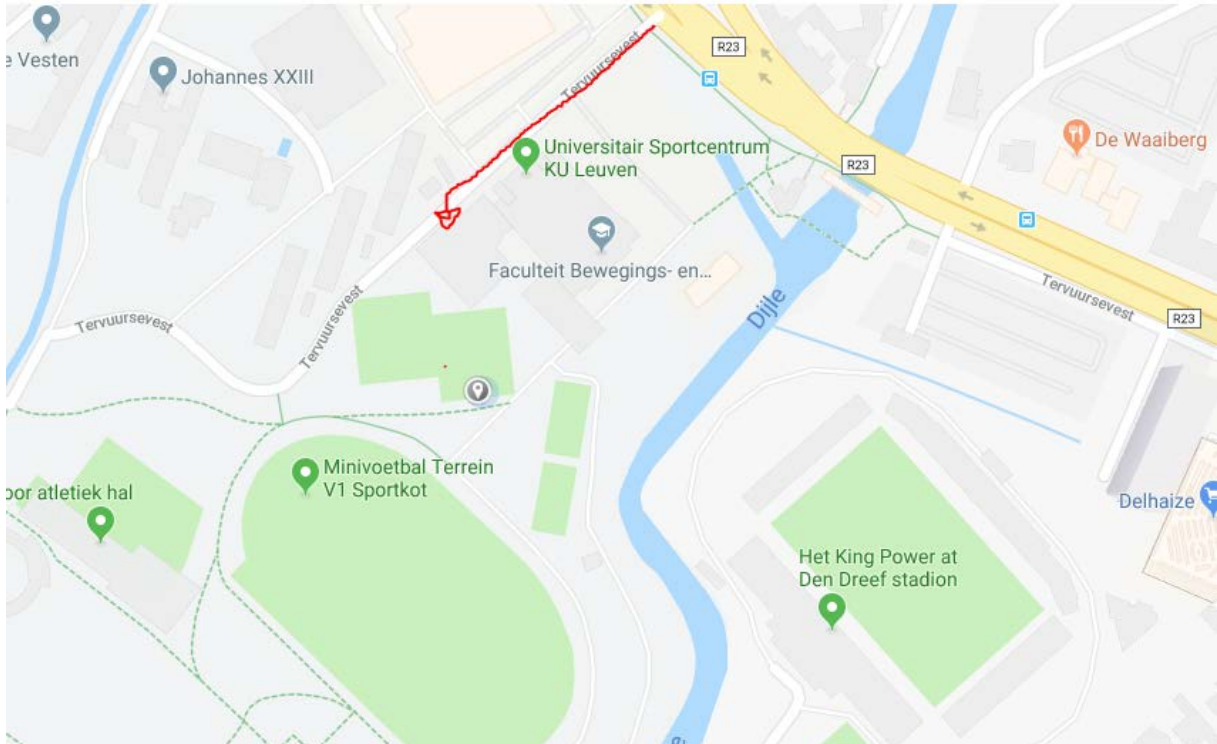 e Vesten
Johannes XXIII
Tervuursevest
R23
Universitair Sportcentrum
KU Leuven
De Waaiberg
R23
Faculteit Bewegings- en...
Tervuursevest
R23
Tervuursevest
Tervuursevest
Dijle
Minivoetbal Terrein
V1 Sportkot
oor atletiek hal
Delhaize
Het King Power at
Den Dreef stadion
e